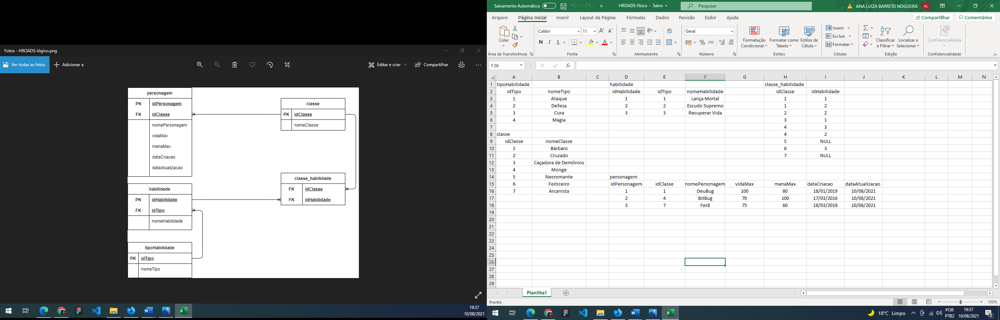 Fotos - HROADS-lógico.png
Ver todas as fotos
Adicionar a
Editar e criar
Compartilhar
personagem
PK idPersonagem
FK idClasse
nomePersonagem
vidaMax
manaMax
dataCriacao
dataAtualizacao
classe
PK idClasse
nomeClasse
classe_habilidade
FK idClasse
FK idHabilidade
habilidade
PK idHabilidade
FK idTipo
nomeHabilidade
tipoHabilidade
PK idTipo
nomeTipo
19:37
10/08/2021
Salvamento Automático
HROADS-físico - Salvo
Pesquisar
ANA LUIZA BARRETO NOGUEIRA AL
Arquivo Página Inicial Inserir Layout da Página Fórmulas Dados Revisão Exibir Ajuda
Compartilhar Comentários
Colar
Calibri 11
N I S
ab
Geral
% 000
Formatação Condicional
Formatar como Tabela
Estilos de Célula
Inserir
Excluir
Formatar
Classificar e Filtrar
Localizar e Selecionar
Confidencialidade
Área de Transferência Fonte Alinhamento Número Estilos Células Edição Confidencialidade
F26 fx
A B C D E F G H I J K L M N
1 tipoHabilidade habilidade classe_habilidade
2 idTipo nomeTipo idHabilidade idTipo nomeHabilidade idClasse idHabilidade
3 1 Ataque 1 1 Lança Mortal 1 1
4 2 Defesa 2 2 Escudo Supremo 1 2
5 3 Cura 3 3 Recuperar Vida 2 2
6 4 Magia 3 1
7 4 3
8 classe 4 2
9 idClasse nomeClasse 5 NULL
10 1 Bárbaro 6 3
11 2 Cruzado 7 NULL
12 3 Caçadora de Demônios
13 4 Monge
14 5 Necromante personagem
15 6 Feiticeiro idPersonagem idClasse nomePersonagem vidaMax manaMax dataCriacao dataAtualizacao
16 7 Arcanista 1 1 DeuBug 100 80 18/01/2019 10/08/2021
17 2 4 BitBug 70 100 17/03/2016 10/08/2021
18 3 7 Fer8 75 60 18/03/2018 10/08/2021
19
20
21
22
23
24
25
26
27
28
29
Planilha1
Pronto
100%
18°C Limpo
POR
PTB2
19:37
10/08/2021
2